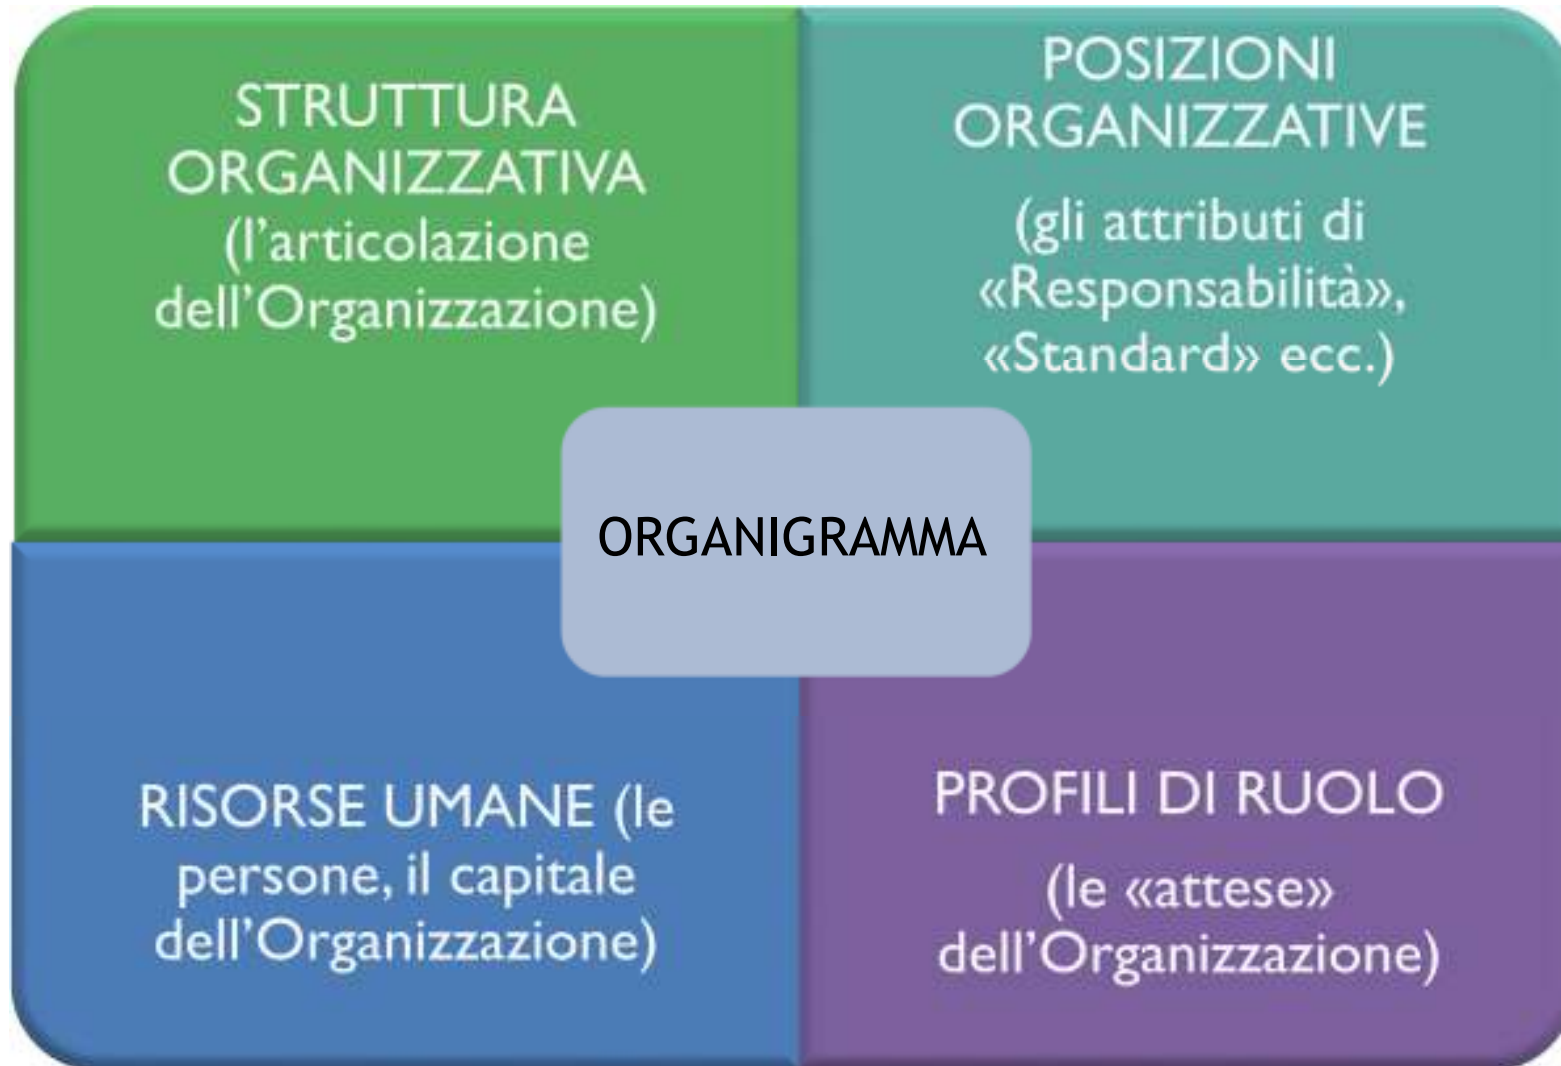 STRUTTURA
ORGANIZZATIVA
(l’articolazione
dell’Organizzazione)
POSIZIONI
ORGANIZZATIVE
(gli attributi di
«Responsabilità»,
«Standard» ecc.)
ORGANIGRAMMA
RISORSE UMANE (le
persone, il capitale
dell’Organizzazione)
PROFILI DI RUOLO
(le «attese»
dell’Organizzazione)